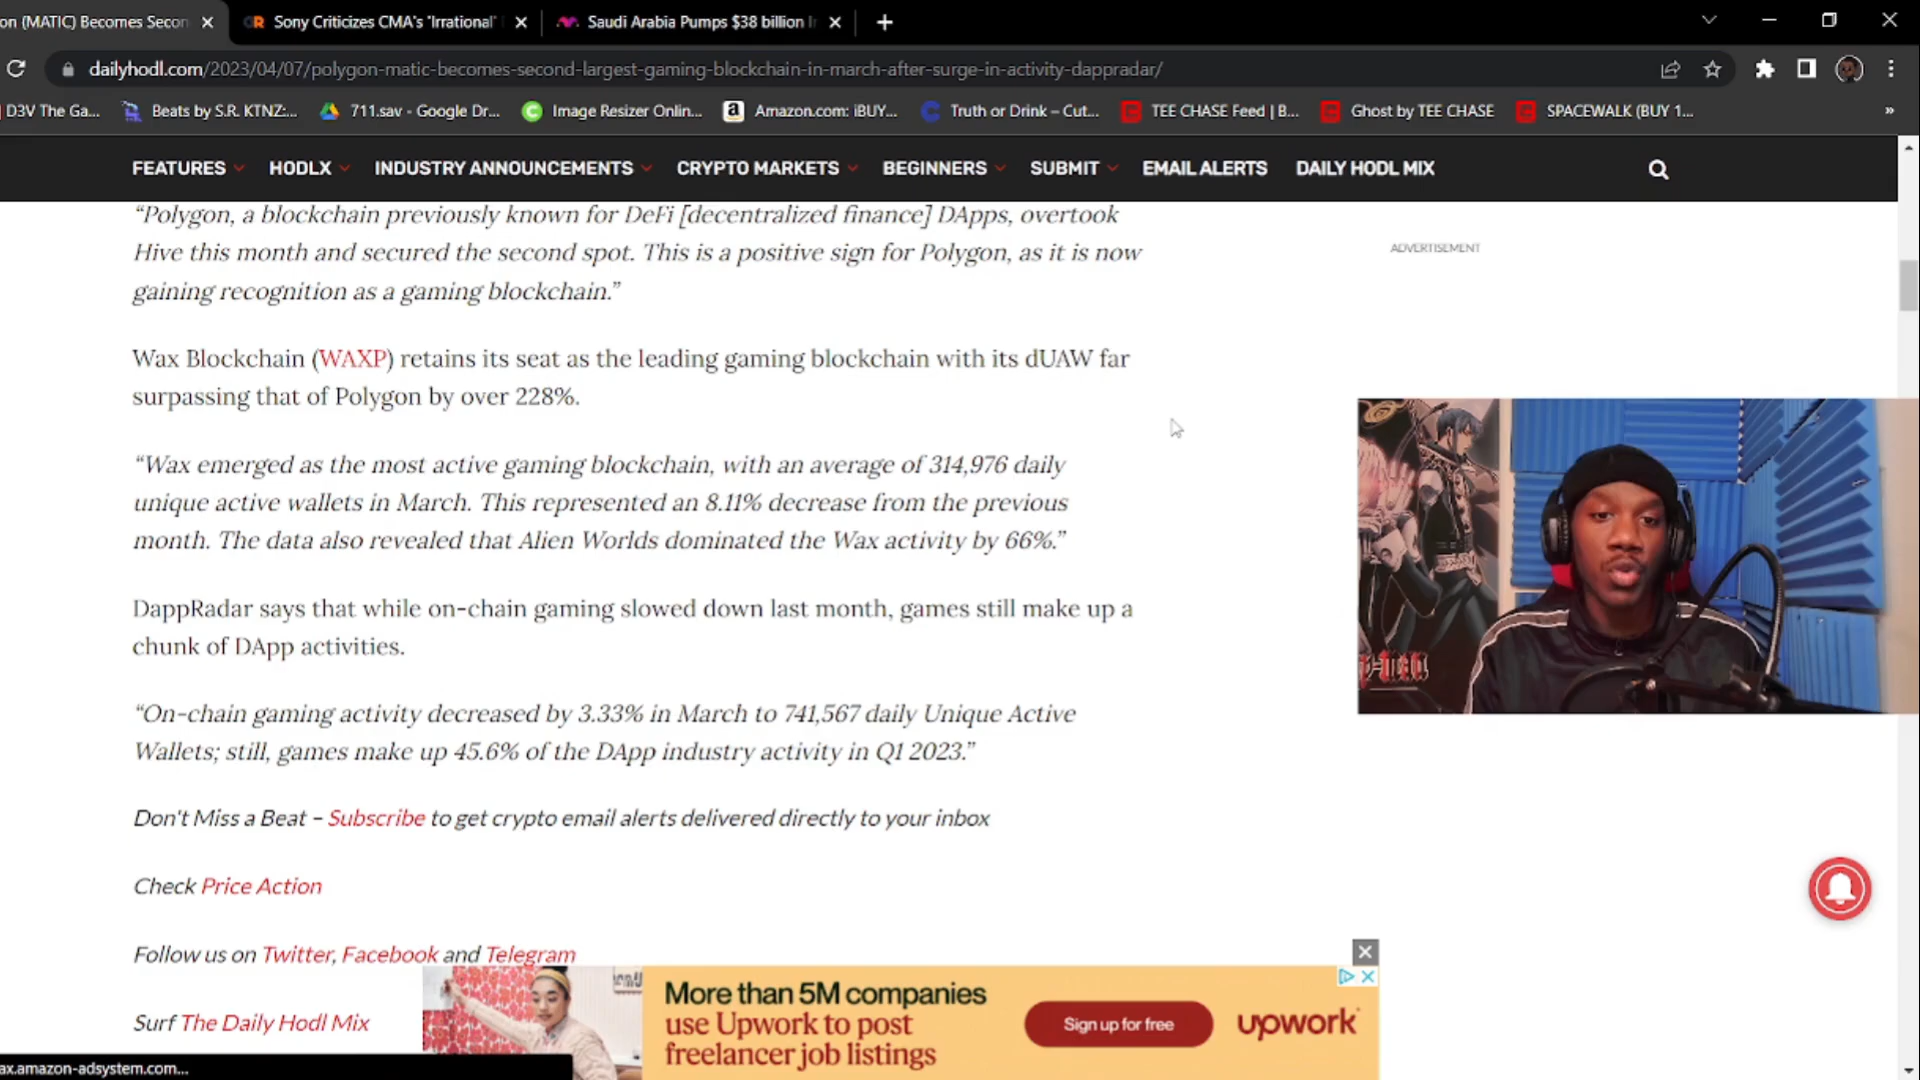 on (MATIC) Becomes Secon
Sony Criticizes CMA's 'Irrational'
Saudi Arabia Pumps $38 billion In
dailyhodl.com/2023/04/07/polygon-matic-becomes-second-largest-gaming-blockchain-in-march-after-surge-in-activity-dappradar/
D3V The Ga...
Beats by S.R. KTNZ:...
711.sav - Google Dr...
Image Resizer Onlin...
Amazon.com: iBUY...
Truth or Drink – Cut...
TEE CHASE Feed | B...
Ghost by TEE CHASE
SPACEWALK (BUY 1...
FEATURES HODLX INDUSTRY ANNOUNCEMENTS CRYPTO MARKETS BEGINNERS SUBMIT EMAIL ALERTS DAILY HODL MIX
“Polygon, a blockchain previously known for DeFi [decentralized finance] DApps, overtook
Hive this month and secured the second spot. This is a positive sign for Polygon, as it is now
gaining recognition as a gaming blockchain.”
ADVERTISEMENT
Wax Blockchain (WAXP) retains its seat as the leading gaming blockchain with its dUAW far
surpassing that of Polygon by over 228%.
“Wax emerged as the most active gaming blockchain, with an average of 314,976 daily
unique active wallets in March. This represented an 8.11% decrease from the previous
month. The data also revealed that Alien Worlds dominated the Wax activity by 66%.”
DappRadar says that while on-chain gaming slowed down last month, games still make up a
chunk of DApp activities.
“On-chain gaming activity decreased by 3.33% in March to 741,567 daily Unique Active
Wallets; still, games make up 45.6% of the DApp industry activity in Q1 2023.”
Don't Miss a Beat – Subscribe to get crypto email alerts delivered directly to your inbox
Check Price Action
Follow us on Twitter, Facebook and Telegram
Surf The Daily Hodl Mix
More than 5M companies
use Upwork to post
freelancer job listings
Sign up for free
upwork
ax.amazon-adsystem.com...